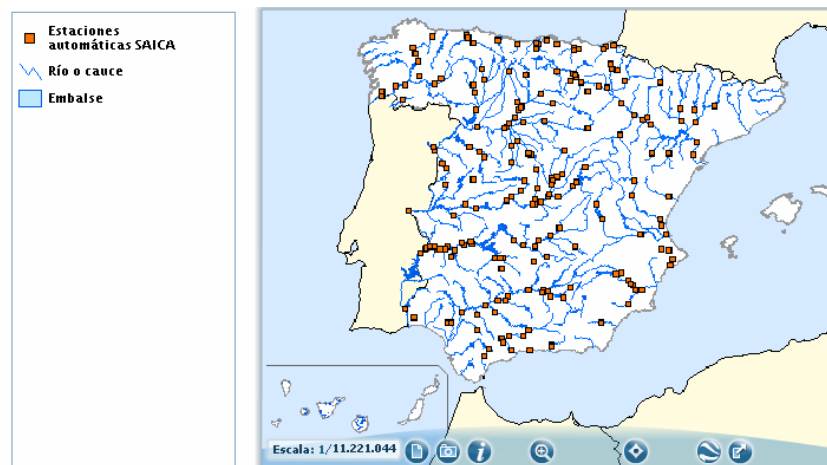 Estaciones
automáticas SAICA
Río o cauce
Embalse
Escala: 1/11.221.044